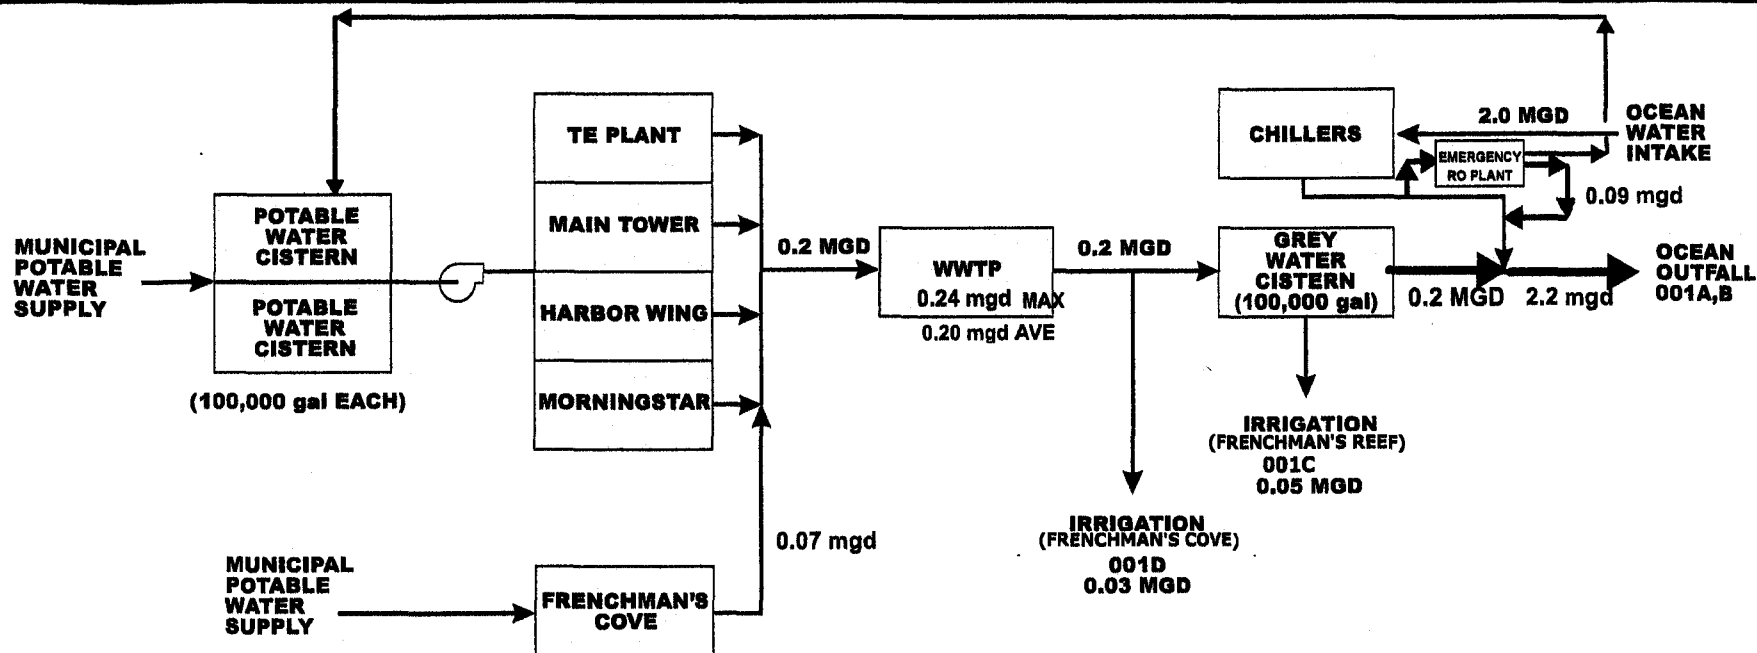 MUNICIPAL
POTABLE
WATER
SUPPLY
POTABLE
WATER
CISTERN
POTABLE
WATER
CISTERN
(100,000 gal EACH)
TE PLANT
MAIN TOWER
HARBOR WING
MORNINGSTAR
MUNICIPAL
POTABLE
WATER
SUPPLY
FRENCHMAN'S
COVE
0.07 mgd
0.2 MGD
WWTP
0.24 mgd MAX
0.20 mgd AVE
0.2 MGD
IRRIGATION
(FRENCHMAN'S COVE)
001D
0.03 MGD
GREY
WATER
CISTERN
(100,000 gal)
IRRIGATION
(FRENCHMAN'S REEF)
001C
0.05 MGD
CHILLERS
2.0 MGD
OCEAN
WATER
INTAKE
EMERGENCY
RO PLANT
0.09 mgd
0.2 MGD
2.2 mgd
OCEAN
OUTFALL
001A,B